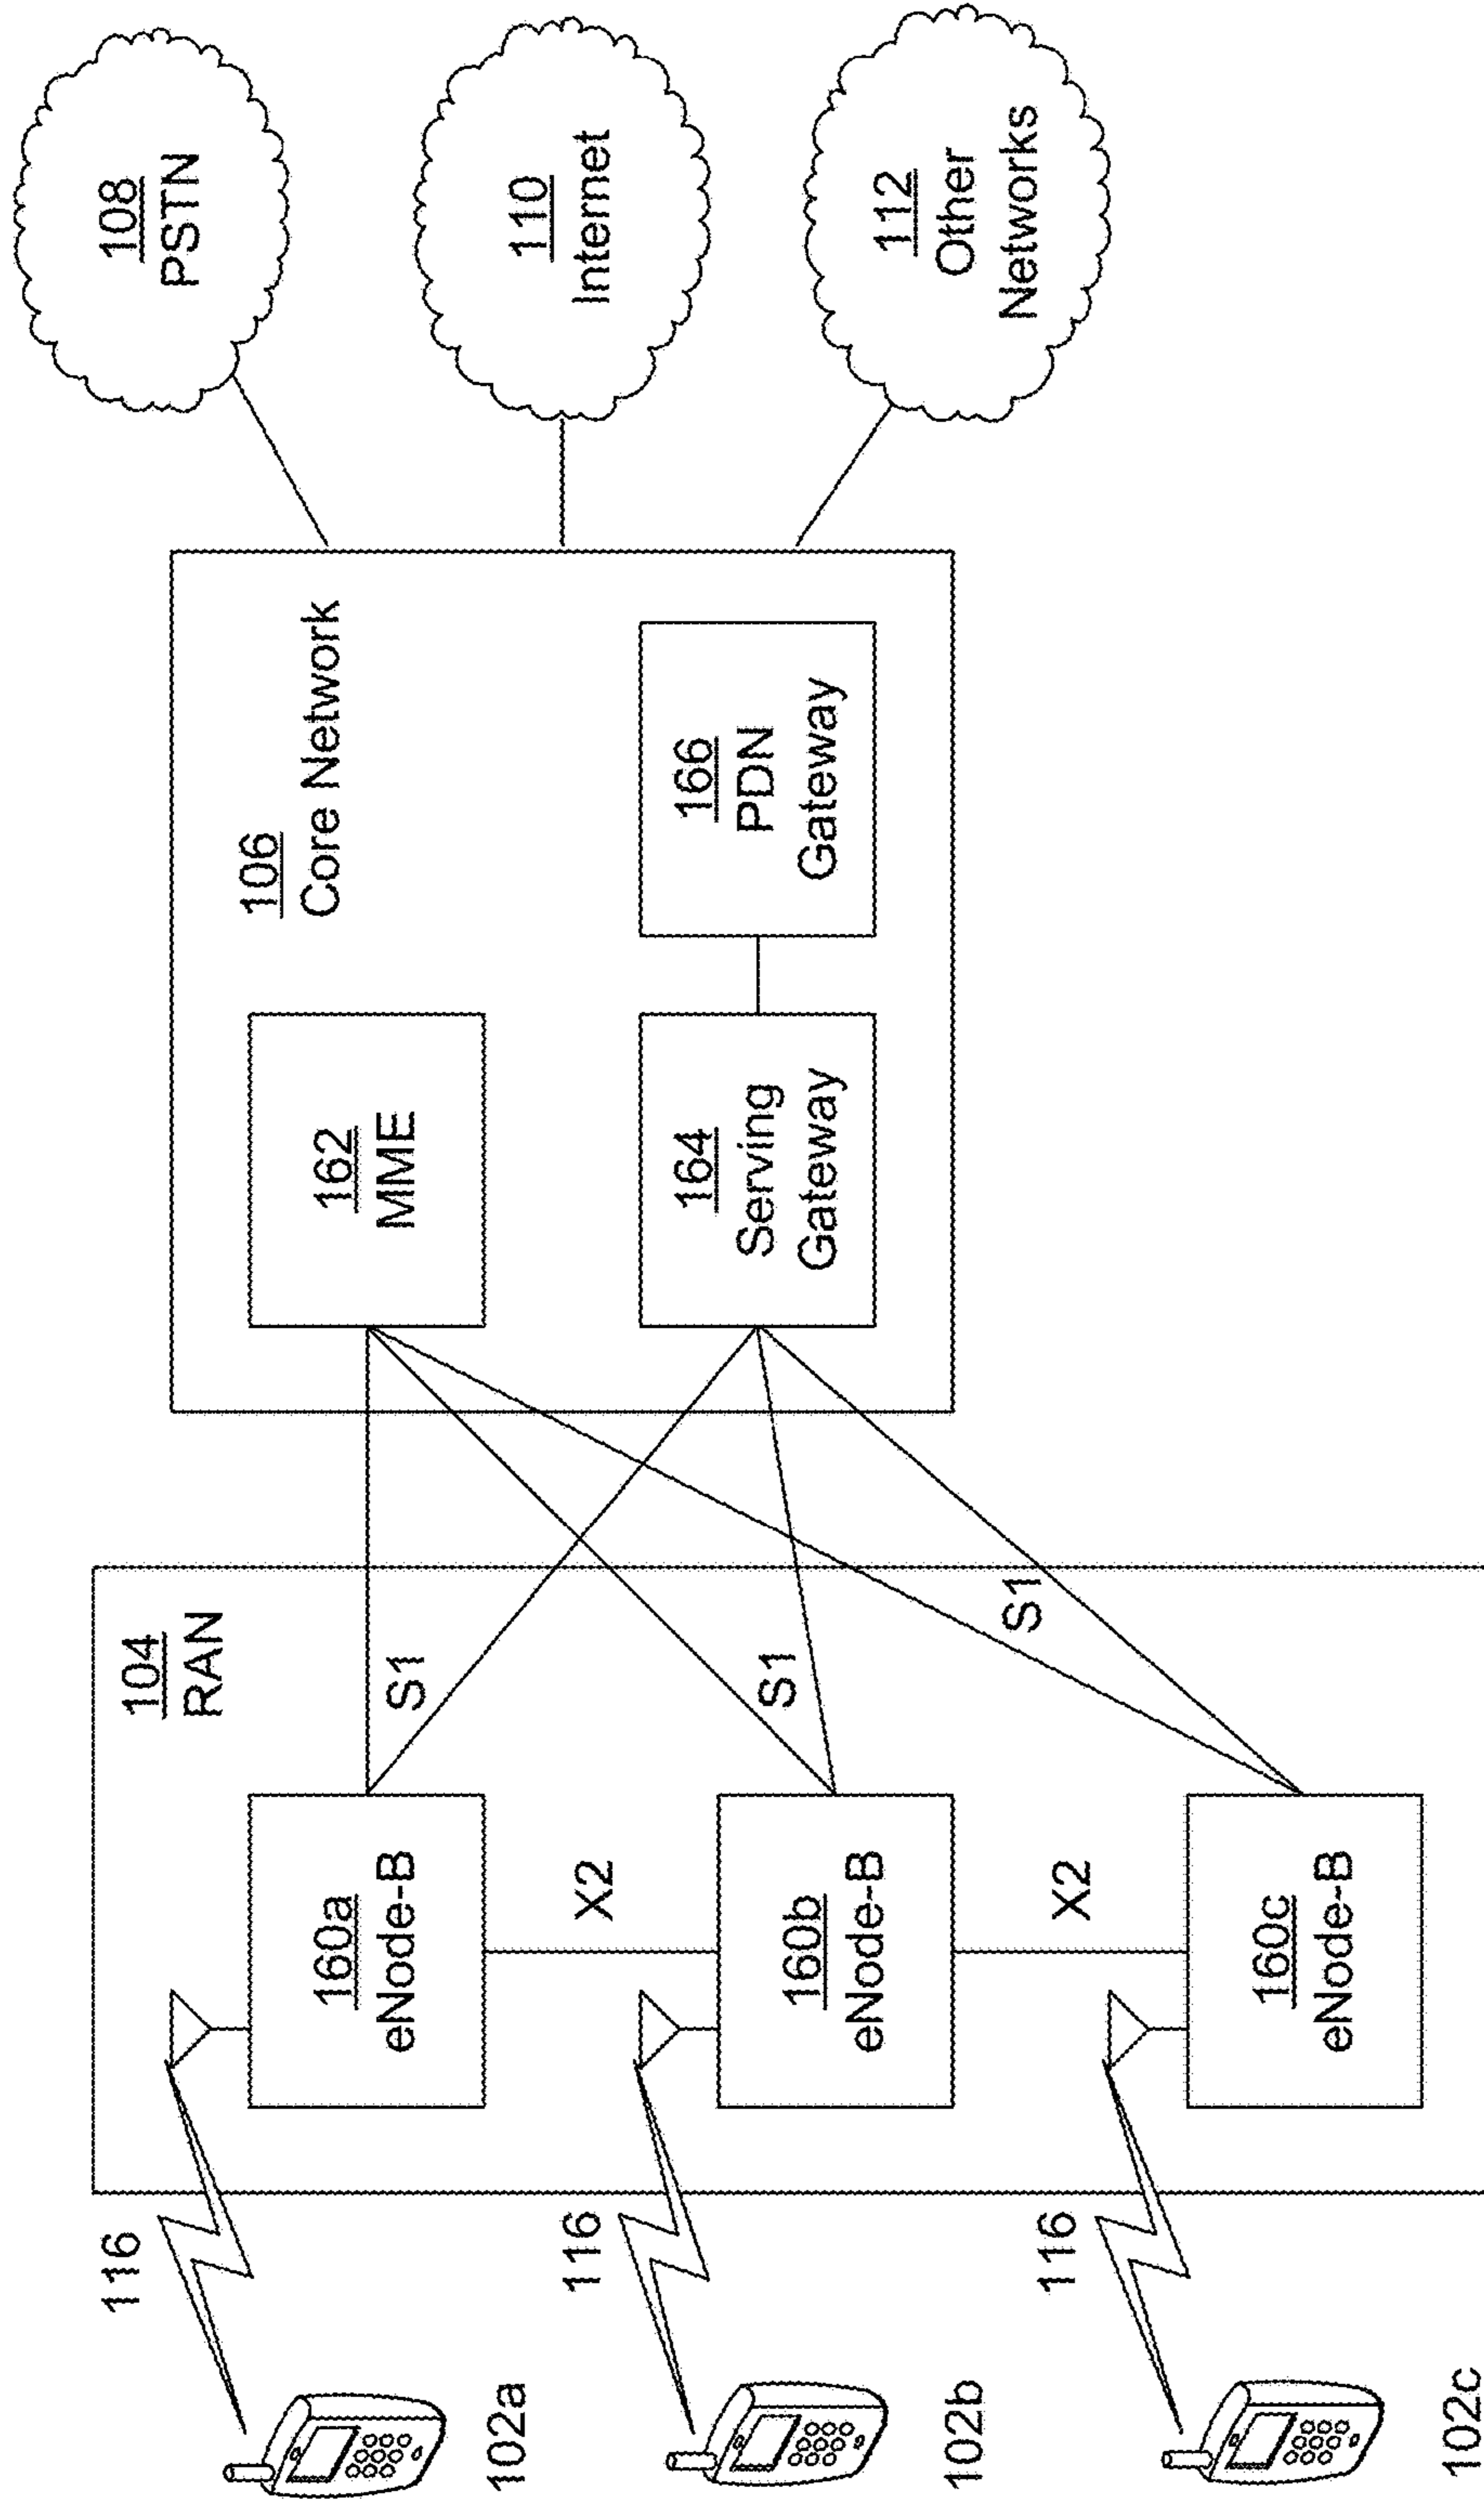 116
102a
116
102b
116
102c
104
RAN
160a
eNode-B
X2
160b
eNode-B
X2
160c
eNode-B
S1
S1
S1
106
Core Network
162
MME
164
Serving
Gateway
166
PDN
Gateway
108
PSTN
110
Internet
112
Other
Networks